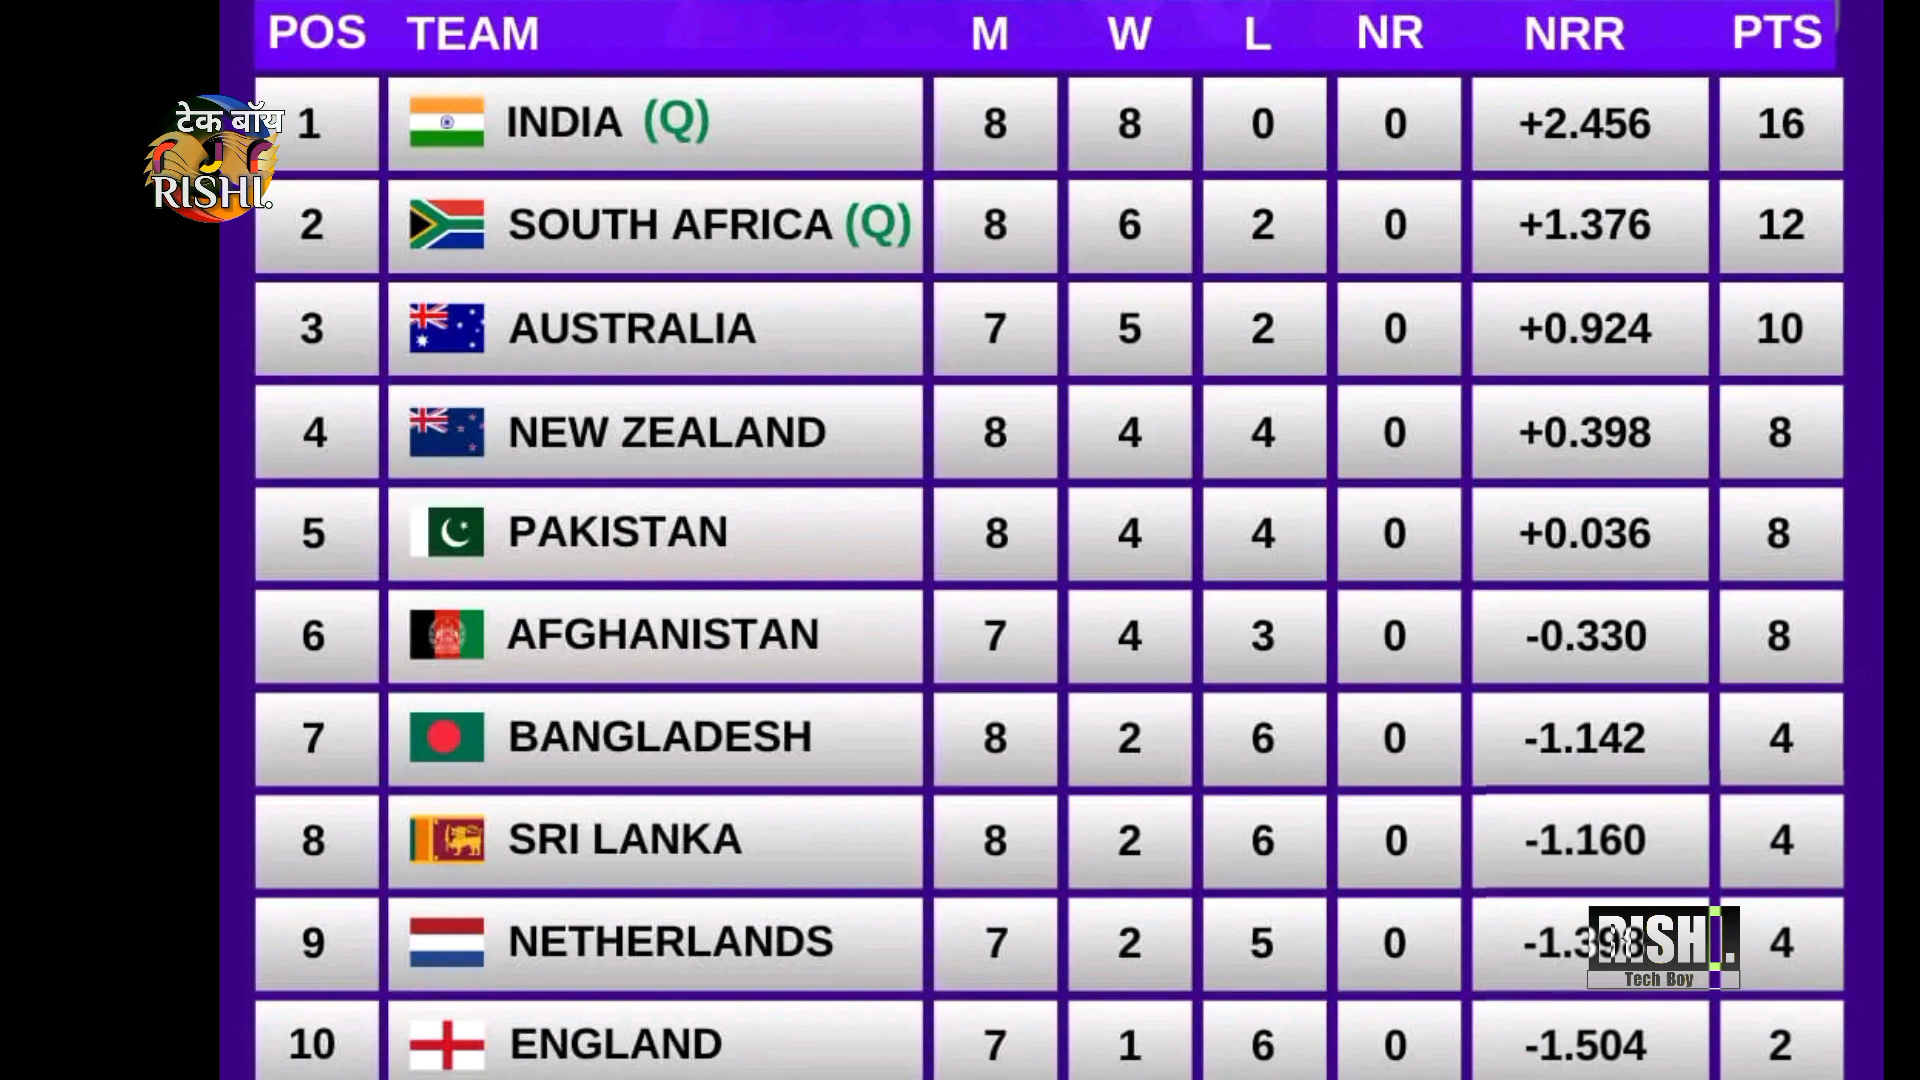 POS TEAM M W L NR NRR PTS
टेक बॉय
RISHI.
1 INDIA (Q) 8 8 0 0 +2.456 16
2 SOUTH AFRICA (Q) 8 6 2 0 +1.376 12
3 AUSTRALIA 7 5 2 0 +0.924 10
4 NEW ZEALAND 8 4 4 0 +0.398 8
5 PAKISTAN 8 4 4 0 +0.036 8
6 AFGHANISTAN 7 4 3 0 -0.330 8
7 BANGLADESH 8 2 6 0 -1.142 4
8 SRI LANKA 8 2 6 0 -1.160 4
9 NETHERLANDS 7 2 5 0 -1.398 4
RISHI.
Tech Boy
10 ENGLAND 7 1 6 0 -1.504 2